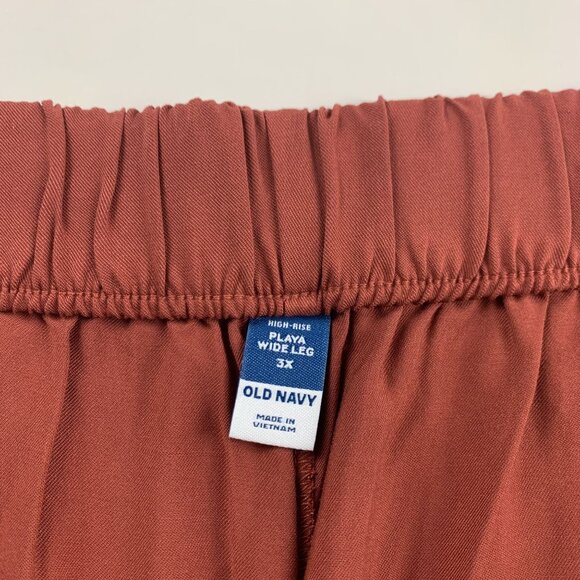 HIGH-RISE
PLAYA
WIDE LEG
3X
OLD NAVY
MADE IN
VIETNAM